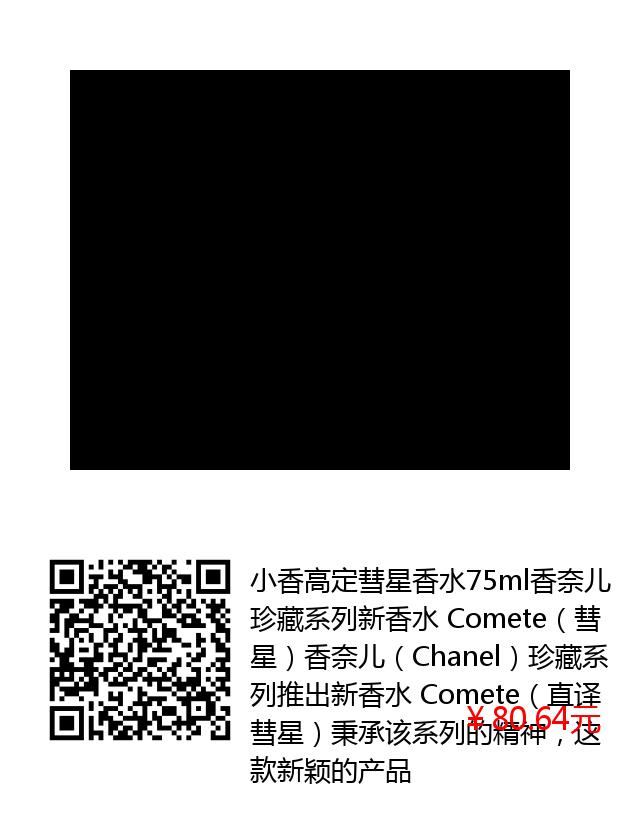 小香高定彗星香水75ml香奈儿
珍藏系列新香水 Comete（彗
星）香奈儿（Chanel）珍藏系
列推出新香水 Comete（直译
￥80.64元
彗星）秉承该系列的精神，这
款新颖的产品